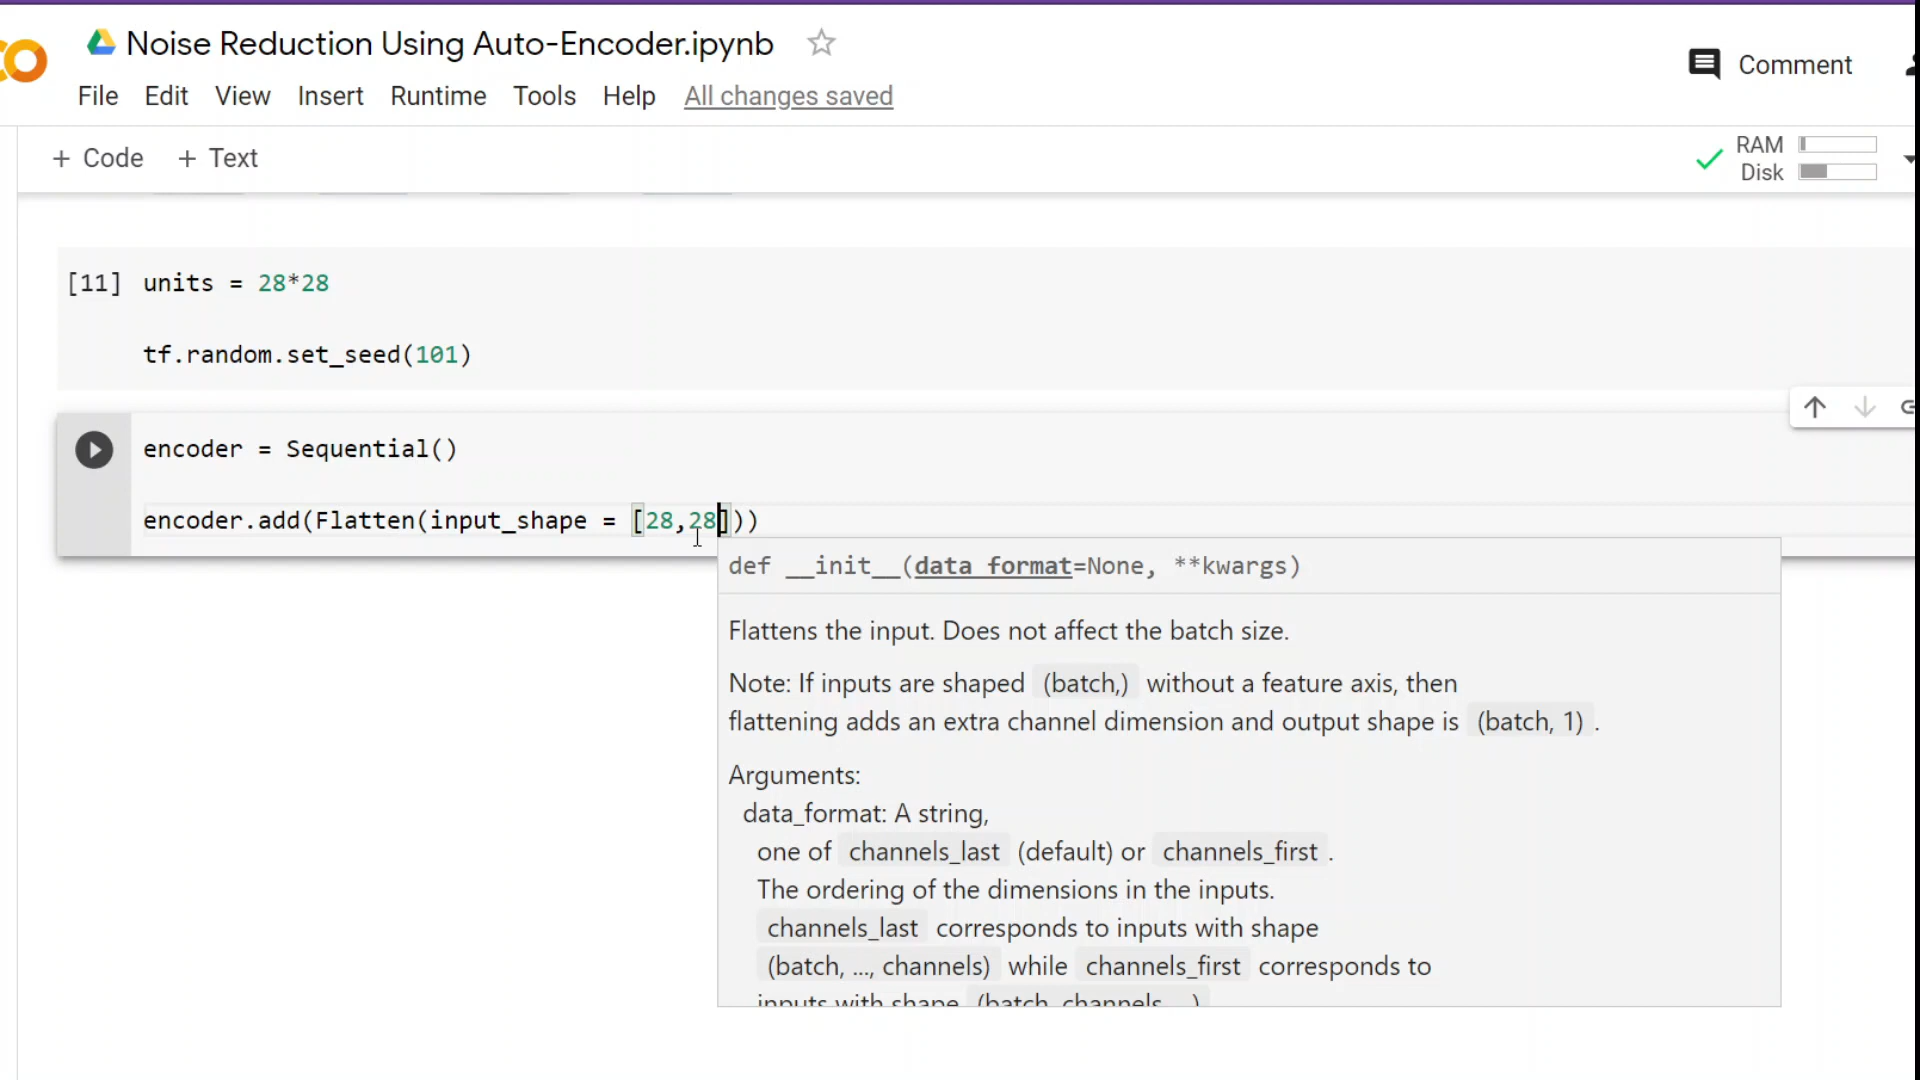 Noise Reduction Using Auto-Encoder.ipynb
Comment
File Edit View Insert Runtime Tools Help All changes saved
+ Code + Text
RAM
Disk
[11] units = 28*28
tf.random.set_seed(101)
encoder = Sequential()
encoder.add(Flatten(input_shape = [28,28]))
def __init__(data_format=None, **kwargs)
Flattens the input. Does not affect the batch size.
Note: If inputs are shaped (batch,) without a feature axis, then
flattening adds an extra channel dimension and output shape is (batch, 1) .
Arguments:
data_format: A string,
one of channels_last (default) or channels_first .
The ordering of the dimensions in the inputs.
channels_last corresponds to inputs with shape
(batch, ..., channels) while channels_first corresponds to
inputs with shape (batch, channels, ...)